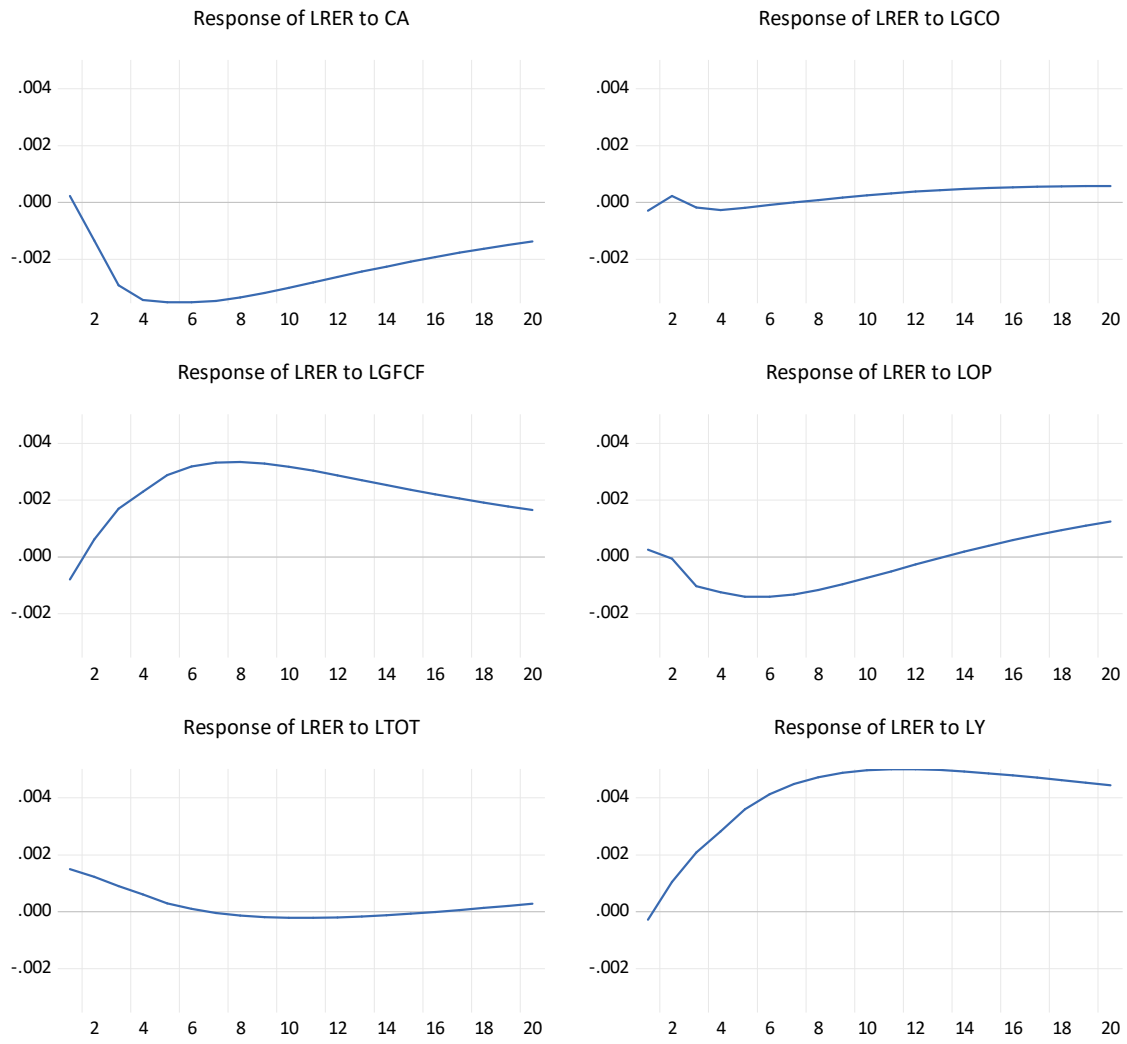 Response of LRER to CA
.004
.002
.000
-.002
2 4 6 8 10 12 14 16 18 20
Response of LRER to LGCO
.004
.002
.000
-.002
2 4 6 8 10 12 14 16 18 20
Response of LRER to LGFCF
.004
.002
.000
-.002
2 4 6 8 10 12 14 16 18 20
Response of LRER to LOP
.004
.002
.000
-.002
2 4 6 8 10 12 14 16 18 20
Response of LRER to LTOT
.004
.002
.000
-.002
2 4 6 8 10 12 14 16 18 20
Response of LRER to LY
.004
.002
.000
-.002
2 4 6 8 10 12 14 16 18 20